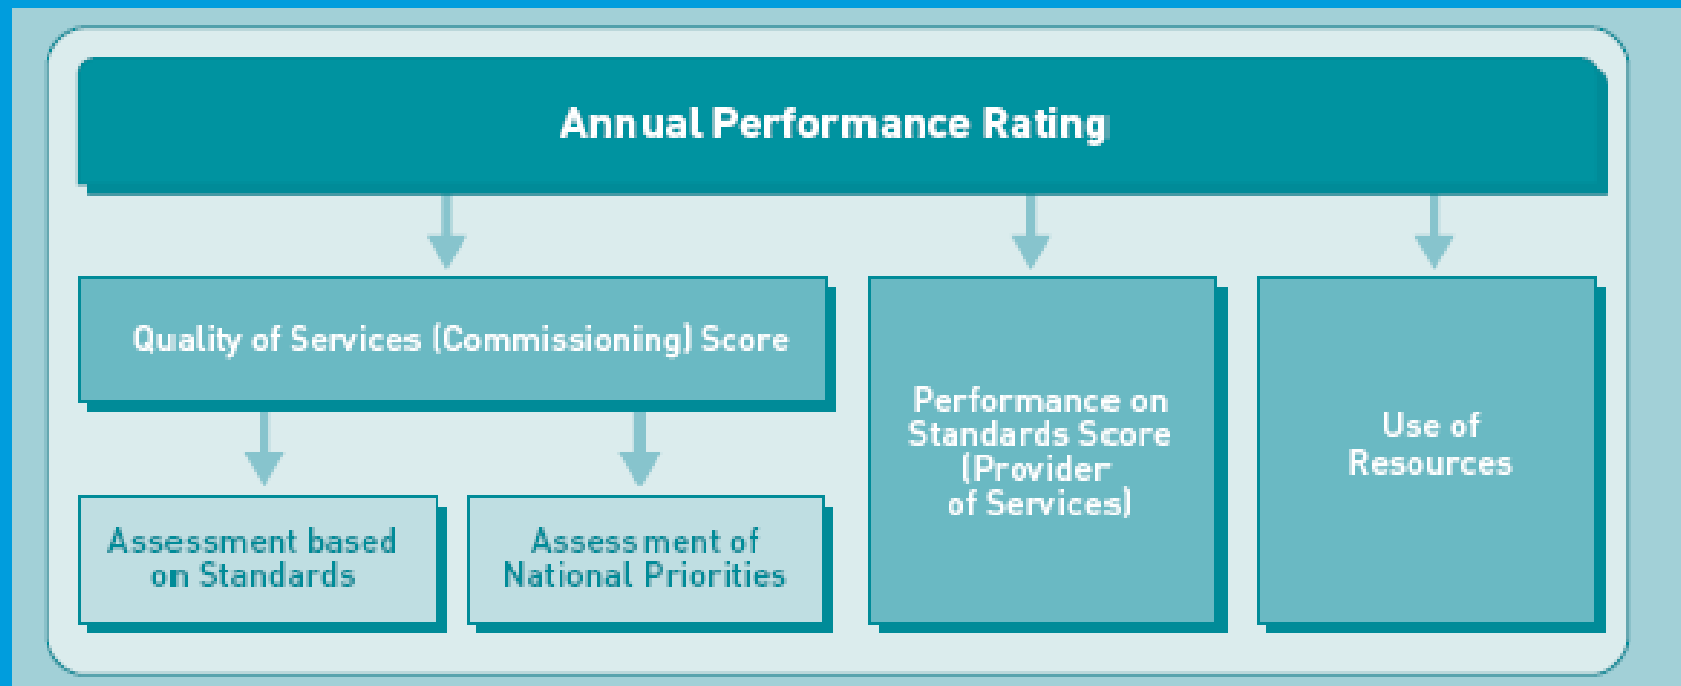 Annual Performance Rating
Quality of Services (Commissioning) Score
Performance on
Standards Score
(Provider
of Services)
Use of
Resources
Assessment based
on Standards
Assessment of
National Priorities